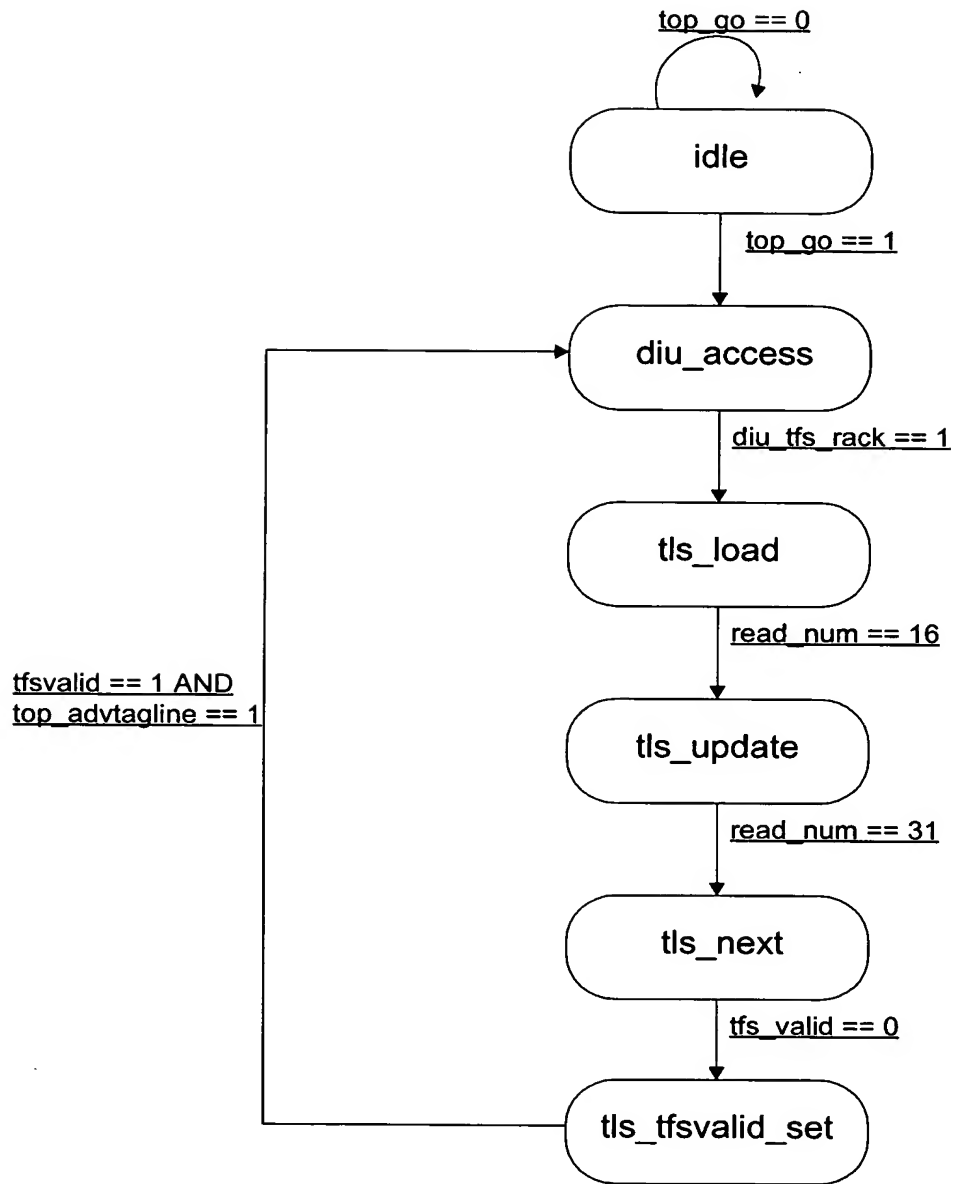 top_go == 0
idle
top_go == 1
diu_access
diu_tfs_rack == 1
tls_load
read_num == 16
tfsvalid == 1 AND
top_advtagline == 1
tls_update
read_num == 31
tls_next
tfs_valid == 0
tls_tfsvalid_set